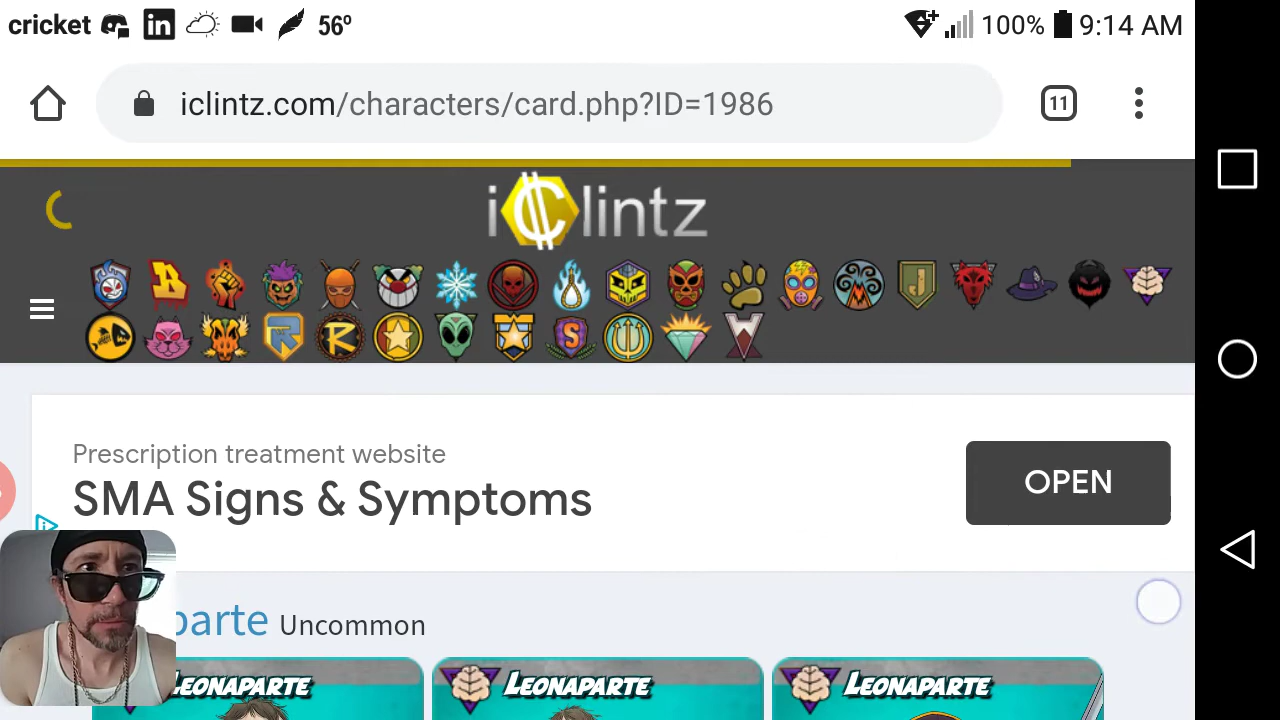 cricket 56º 100% 9:14 AM
iclintz.com/characters/card.php?ID=1986 11
iClintz
Prescription treatment website
SMA Signs & Symptoms
OPEN
parte Uncommon
LEONAPARTE LEONAPARTE LEONAPARTE